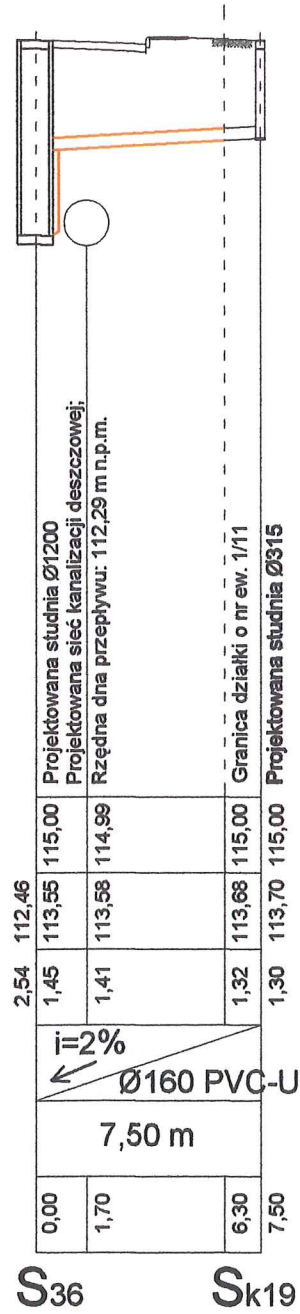 Projektowana studnia Ø1200
Projektowana sieć kanalizacji deszczowej;
Rzędna dna przepływu: 112,29 m n.p.m.
Granica działki o nr ew. 1/11
Projektowana studnia Ø315
115,00
114,99
115,00
115,00
112,46
113,55
113,58
113,68
113,70
2,54
1,45
1,41
1,32
1,30
i=2%
Ø160 PVC-U
7,50 m
0,00
1,70
6,30
7,50
S36
Sk19